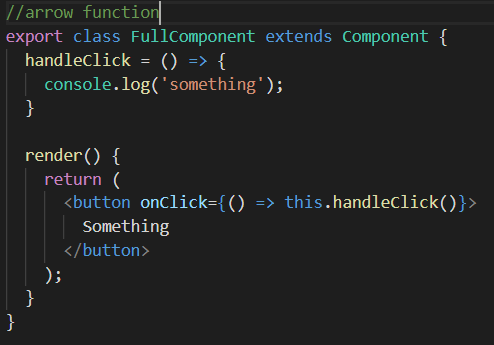 //arrow function
export class FullComponent extends Component {
  handleClick = () => {
    console.log('something');
  }

  render() {
    return (
      <button onClick={() => this.handleClick()}>
        Something
      </button>
    );
  }
}